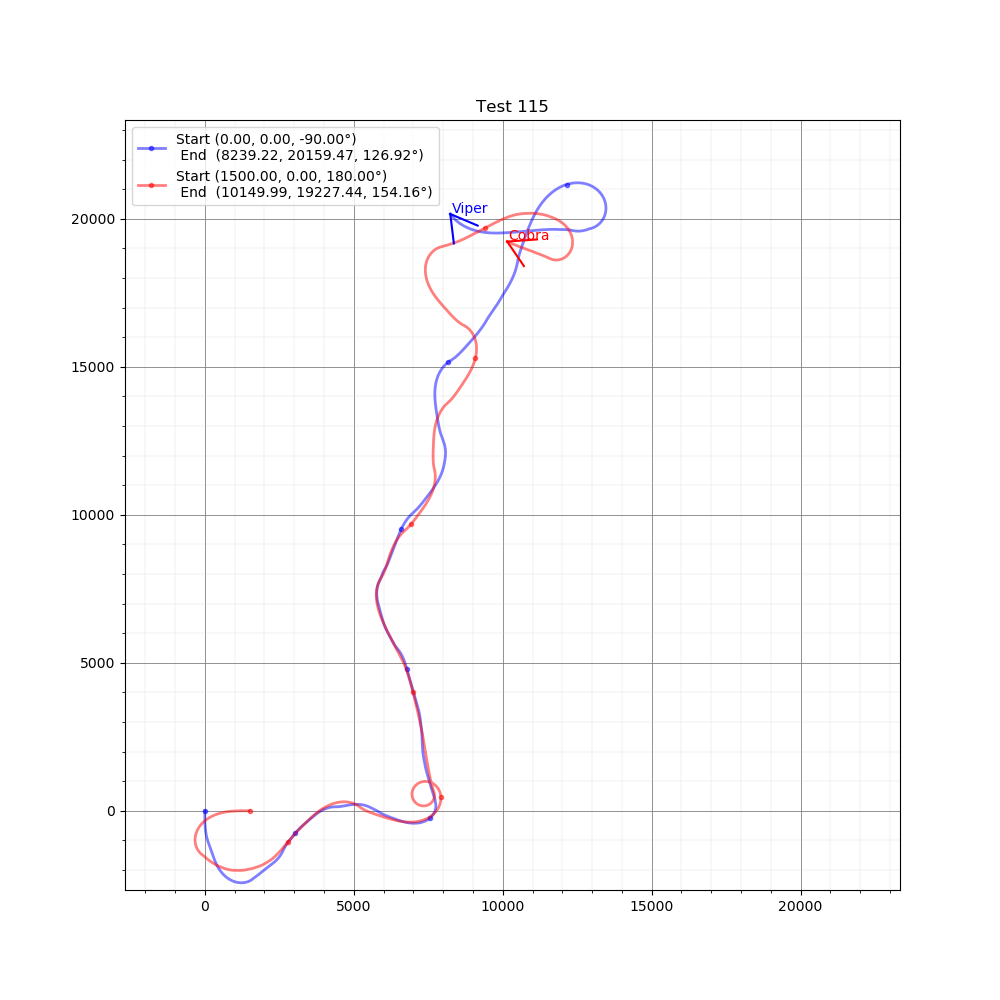 Test 115
Start (0.00, 0.00, -90.00°)
End (8239.22, 20159.47, 126.92°)
Start (1500.00, 0.00, 180.00°)
End (10149.99, 19227.44, 154.16°)
Viper
Cobra
20000
15000
10000
5000
0
0
5000
10000
15000
20000